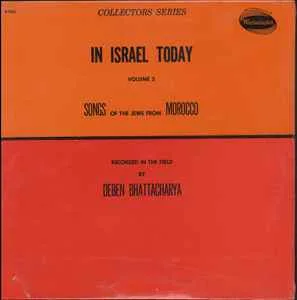 COLLECTORS SERIES
IN ISRAEL TODAY
VOLUME 2
SONGS OF THE JEWS FROM MOROCCO
RECORDED IN THE FIELD
BY
DEBEN BHATTACHARYA